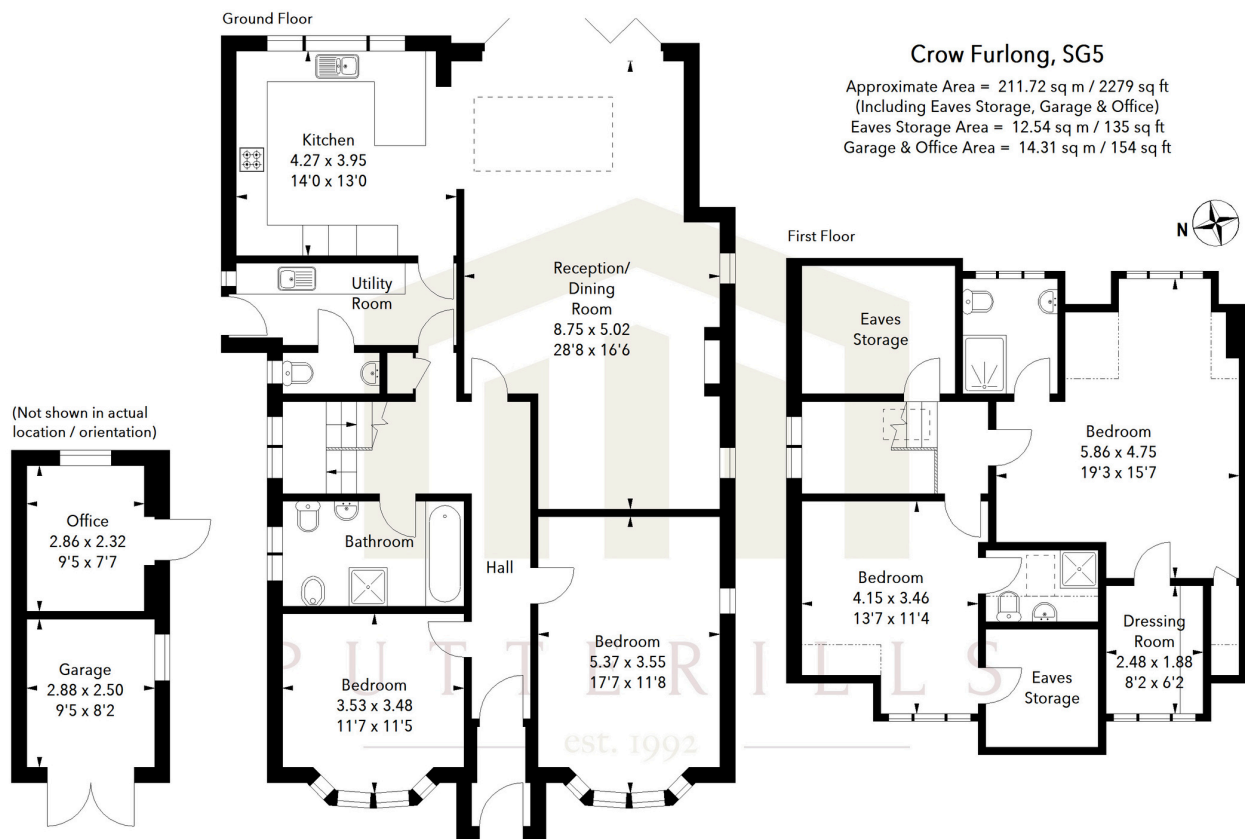 Ground Floor
Crow Furlong, SG5
Approximate Area = 211.72 sq m / 2279 sq ft
(Including Eaves Storage, Garage & Office)
Eaves Storage Area = 12.54 sq m / 135 sq ft
Garage & Office Area = 14.31 sq m / 154 sq ft
N
Kitchen
4.27 x 3.95
14'0 x 13'0
Utility
Room
Reception/
Dining
Room
8.75 x 5.02
28'8 x 16'6
Bathroom
Hall
Bedroom
3.53 x 3.48
11'7 x 11'5
Bedroom
5.37 x 3.55
17'7 x 11'8
(Not shown in actual
location / orientation)
Office
2.86 x 2.32
9'5 x 7'7
Garage
2.88 x 2.50
9'5 x 8'2
First Floor
Eaves
Storage
Bedroom
5.86 x 4.75
19'3 x 15'7
Bedroom
4.15 x 3.46
13'7 x 11'4
Dressing
Room
2.48 x 1.88
8'2 x 6'2
Eaves
Storage
PUTTERILLS
est. 1992